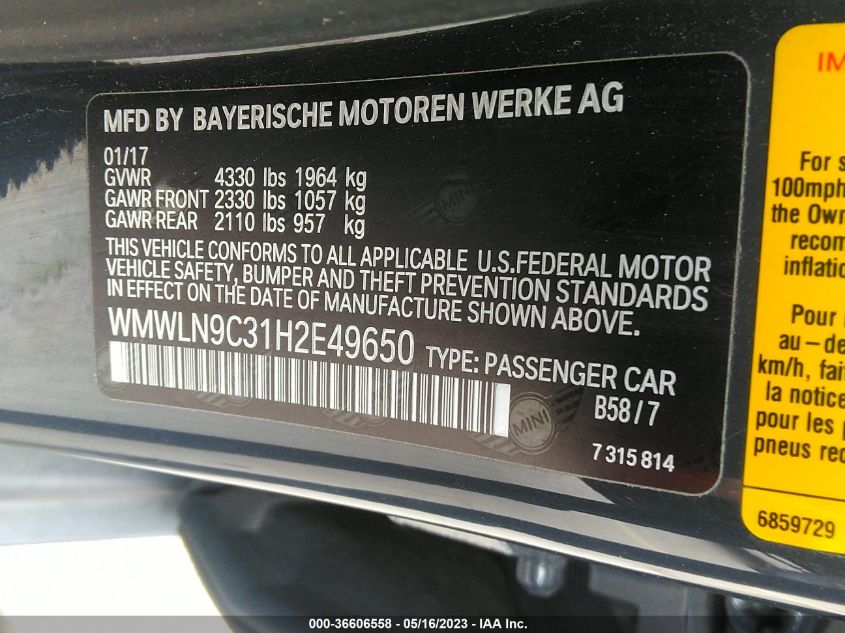 MFD BY BAYERISCHE MOTOREN WERKE AG
01/17
GVWR 4330 lbs 1964 kg
GAWR FRONT 2330 lbs 1057 kg
GAWR REAR 2110 lbs 957 kg
THIS VEHICLE CONFORMS TO ALL APPLICABLE U.S.FEDERAL MOTOR
VEHICLE SAFETY, BUMPER AND THEFT PREVENTION STANDARDS
IN EFFECT ON THE DATE OF MANUFACTURE SHOWN ABOVE.
WMWLN9C31H2E49650 TYPE: PASSENGER CAR
B58/7
MINI
MINI
7 315 814
IM
For s
100mph
the Own
recom
inflatio
Pour
au – de
km/h, fai
la notice
pour les
pneus rec
6859729
000-36606558 — 05/16/2023 — IAA Inc.